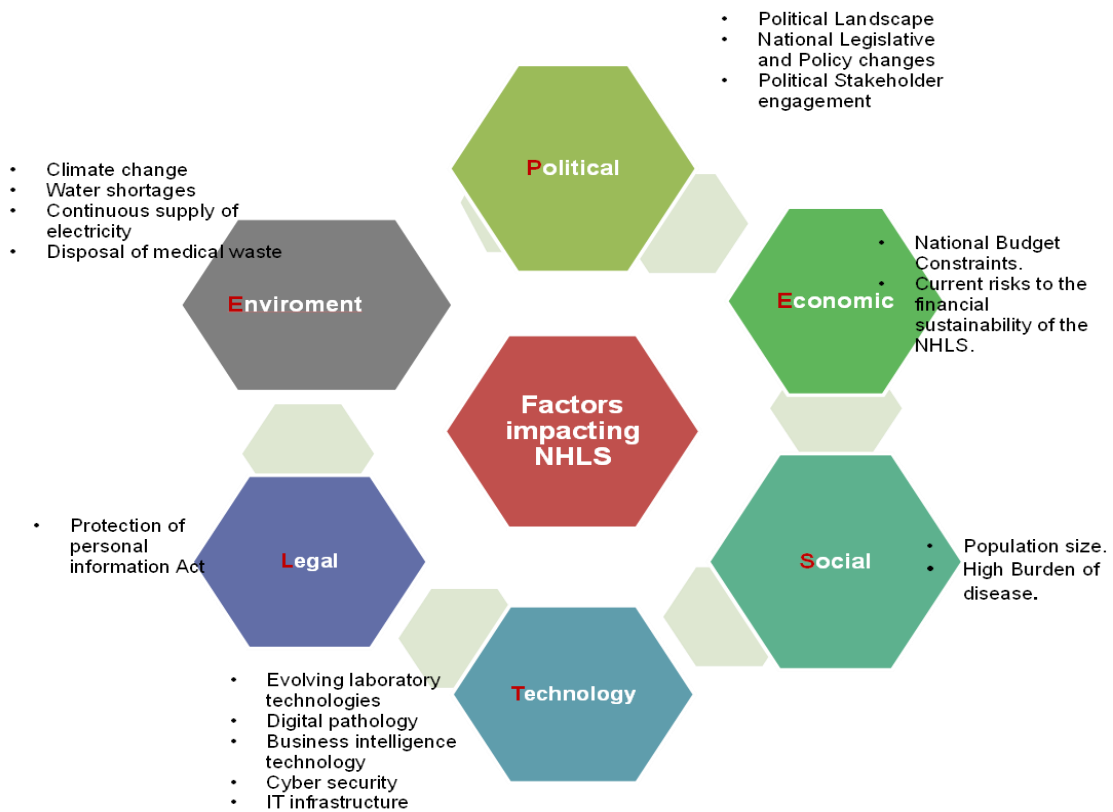 • Political Landscape
• National Legislative
and Policy changes
• Political Stakeholder
engagement
Political
• Climate change
• Water shortages
• Continuous supply of
electricity
• Disposal of medical waste
Enviroment
• National Budget
Constraints.
• Current risks to the
financial
sustainability of the
NHLS.
Economic
Factors
impacting
NHLS
• Protection of
personal
information Act
Legal
• Population size.
• High Burden of
disease.
Social
• Evolving laboratory
technologies
• Digital pathology
• Business intelligence
technology
• Cyber security
• IT infrastructure
Technology